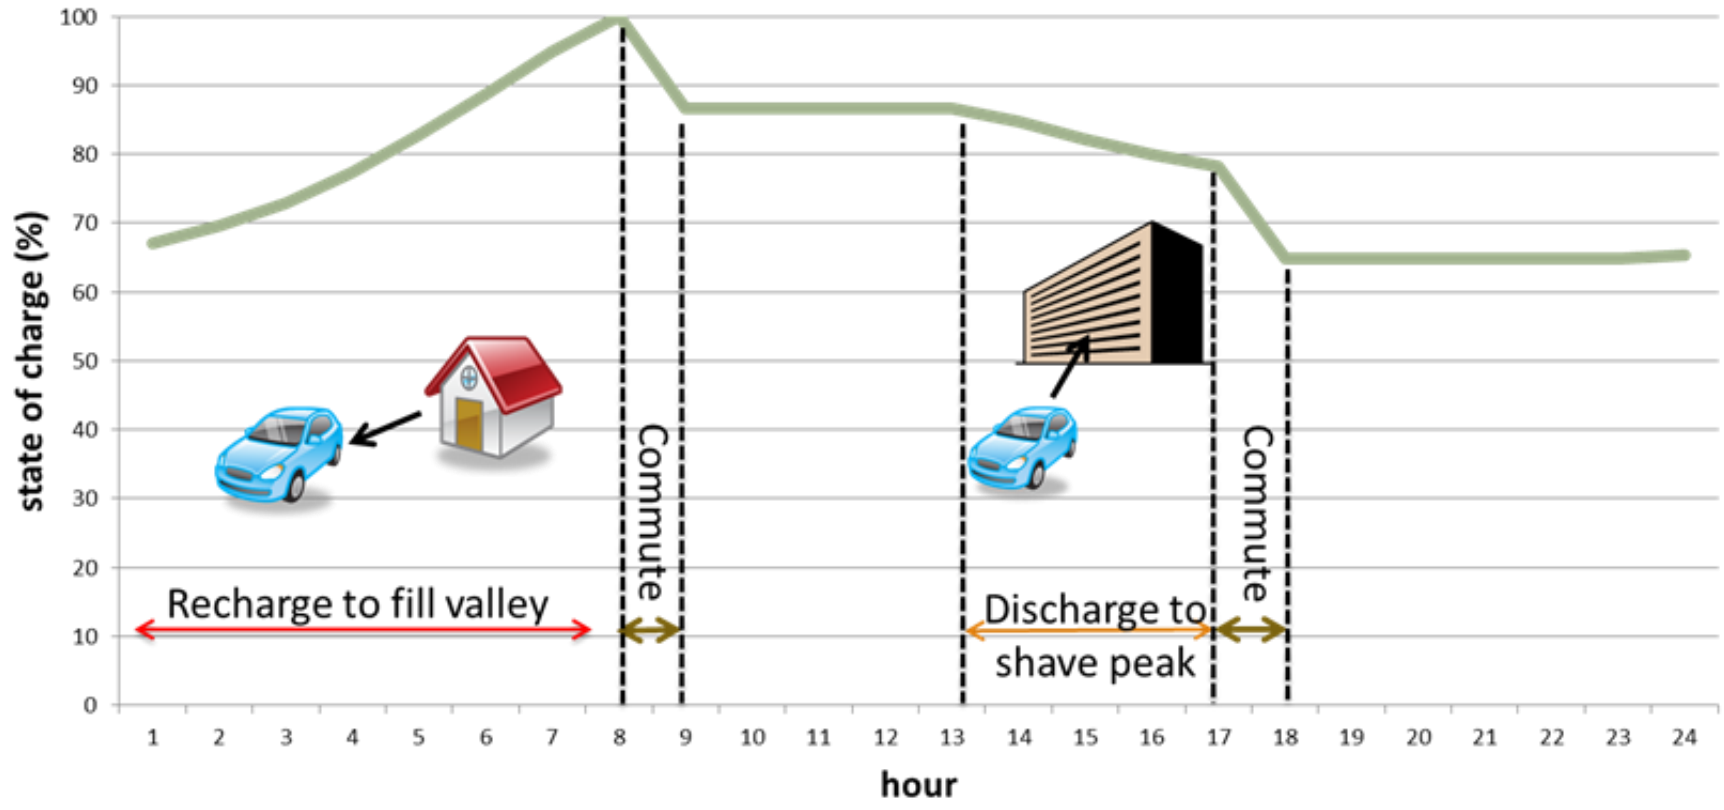 100
90
80
70
60
50
40
30
20
10
0
state of charge (%)
Recharge to fill valley
Commute
Discharge to
shave peak
Commute
1 2 3 4 5 6 7 8 9 10 11 12 13 14 15 16 17 18 19 20 21 22 23 24
hour